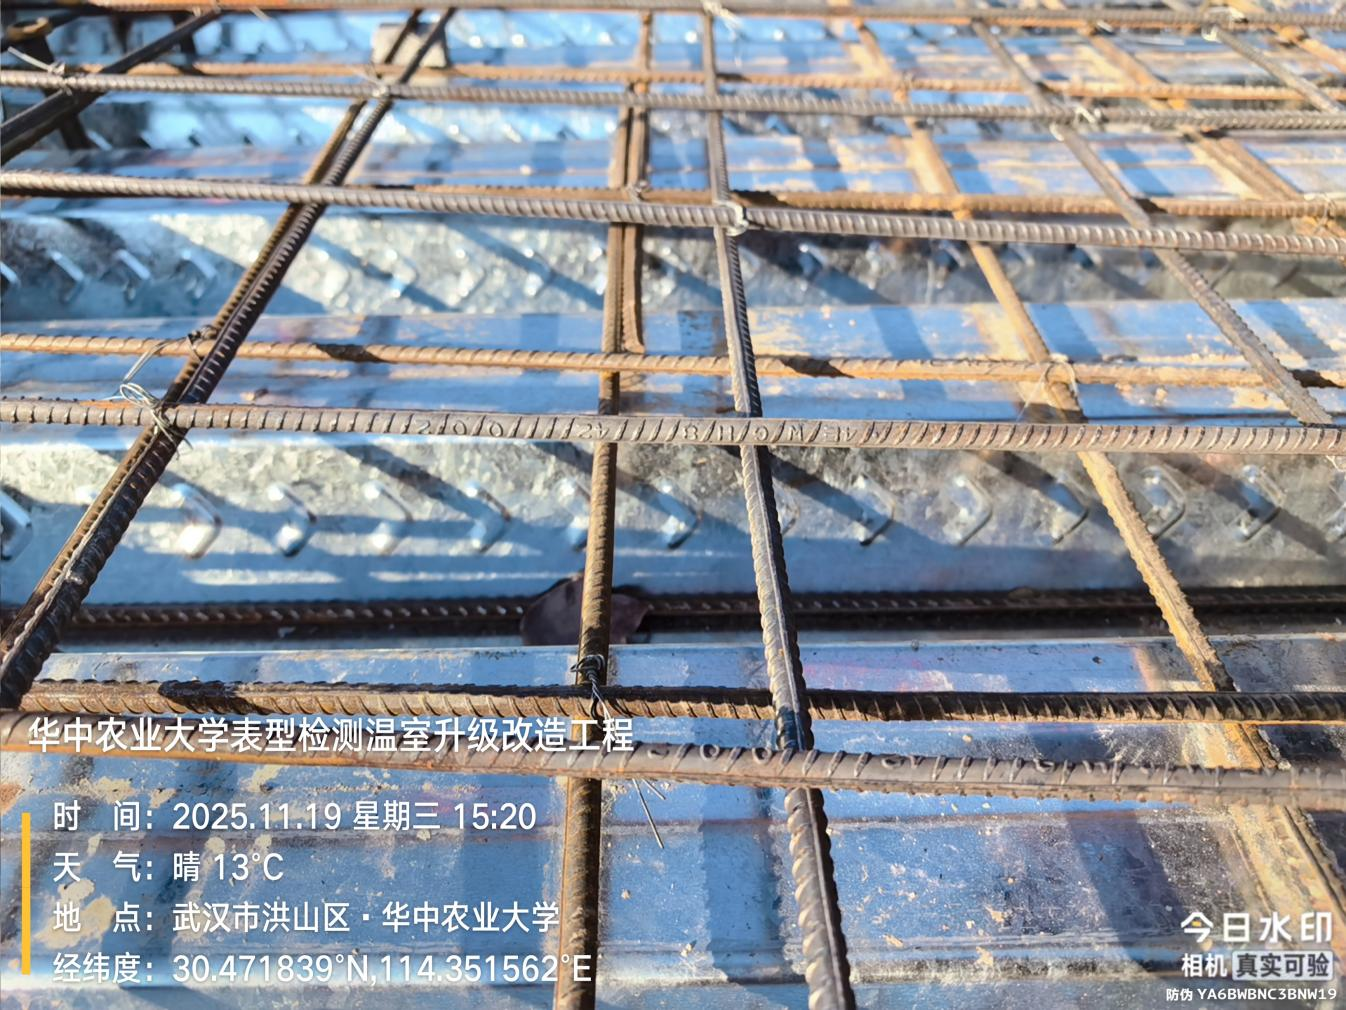 华中农业大学表型检测温室升级改造工程
时 间：2025.11.19 星期三 15:20
天 气：晴 13℃
地 点：武汉市洪山区·华中农业大学
经纬度：30.471839°N,114.351562°E
今日水印
相机 真实可验
防伪 YA6BWBNC3BNW19